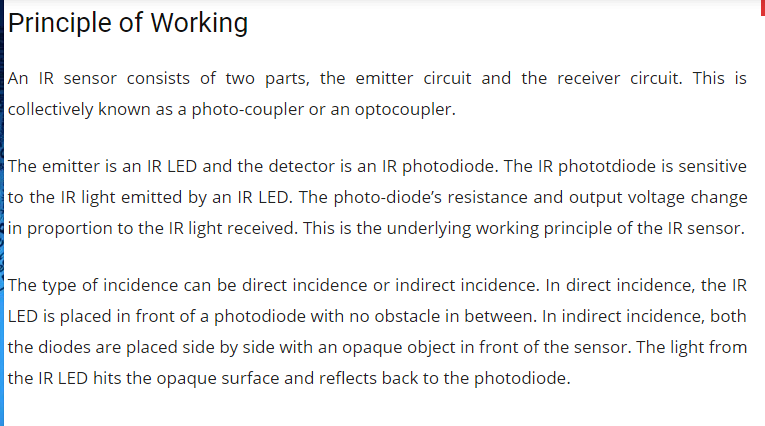 Principle of Working
An IR sensor consists of two parts, the emitter circuit and the receiver circuit. This is
collectively known as a photo-coupler or an optocoupler.
The emitter is an IR LED and the detector is an IR photodiode. The IR phototdiode is sensitive
to the IR light emitted by an IR LED. The photo-diode’s resistance and output voltage change
in proportion to the IR light received. This is the underlying working principle of the IR sensor.
The type of incidence can be direct incidence or indirect incidence. In direct incidence, the IR
LED is placed in front of a photodiode with no obstacle in between. In indirect incidence, both
the diodes are placed side by side with an opaque object in front of the sensor. The light from
the IR LED hits the opaque surface and reflects back to the photodiode.